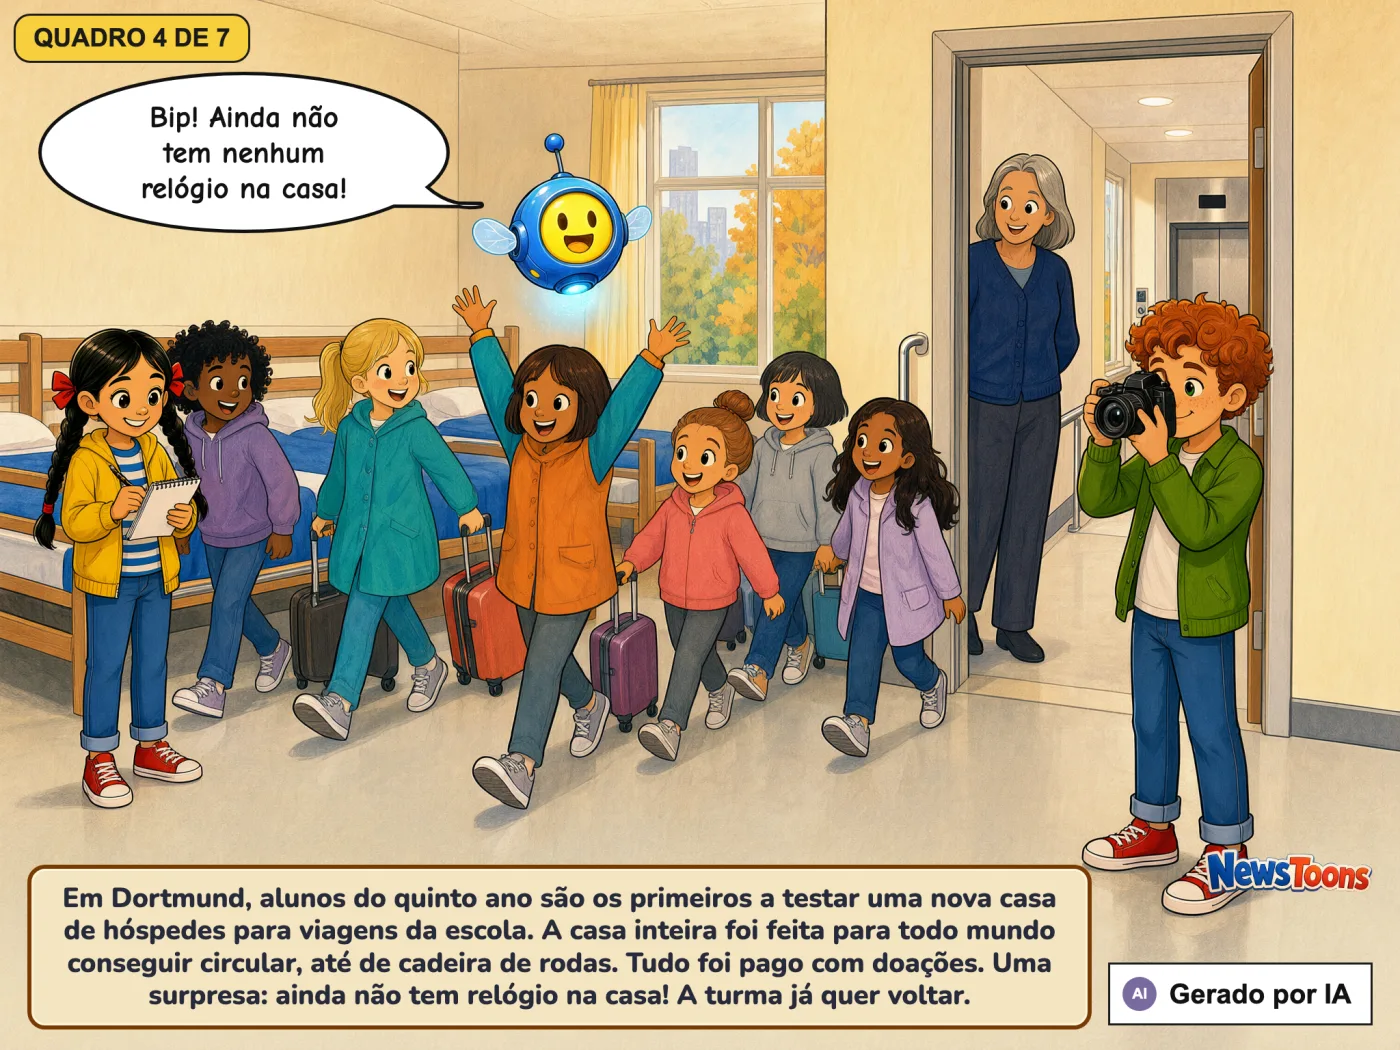 QUADRO 4 DE 7
Bip! Ainda não
tem nenhum
relógio na casa!
Em Dortmund, alunos do quinto ano são os primeiros a testar uma nova casa
de hóspedes para viagens da escola. A casa inteira foi feita para todo mundo
conseguir circular, até de cadeira de rodas. Tudo foi pago com doações. Uma
surpresa: ainda não tem relógio na casa! A turma já quer voltar.
NewsToons
AI Gerado por IA